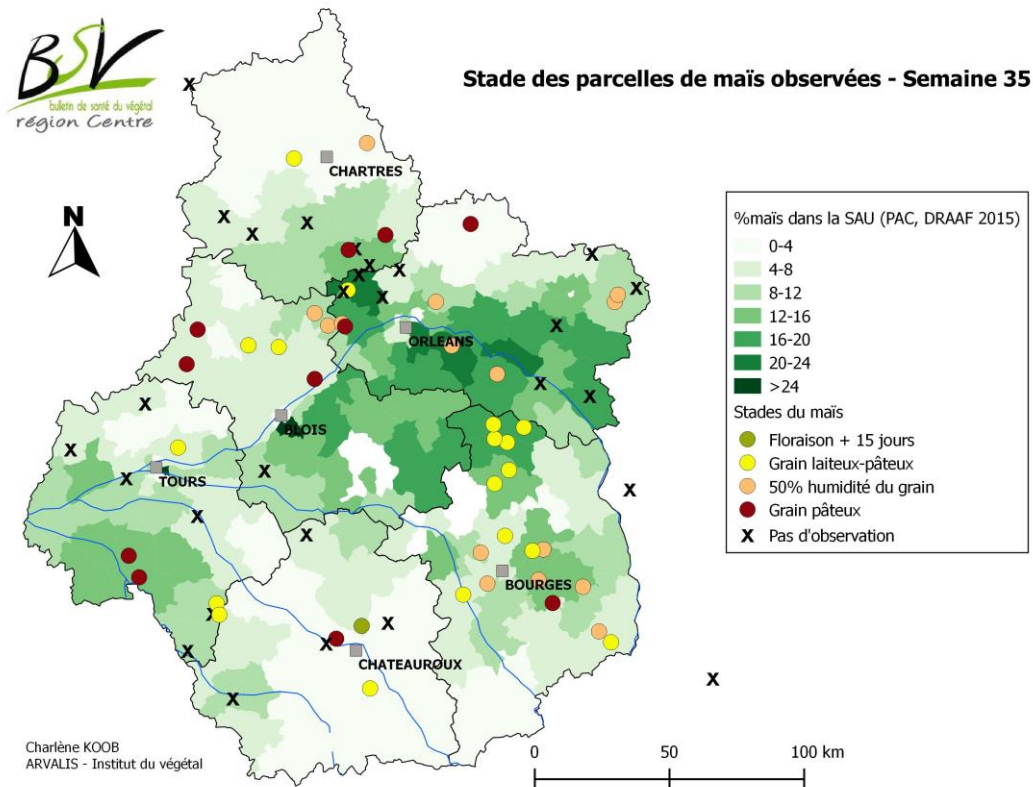 BSV
bulletin de santé du végétal
région Centre
Stade des parcelles de maïs observées - Semaine 35
N
CHARTRES
ORLEANS
BLOIS
TOURS
BOURGES
CHATEAUROUX
%maïs dans la SAU (PAC, DRAAF 2015)
0-4
4-8
8-12
12-16
16-20
20-24
>24
Stades du maïs
Floraison + 15 jours
Grain laiteux-pâteux
50% humidité du grain
Grain pâteux
X Pas d'observation
Charlène KOOB
ARVALIS - Institut du végétal
0 50 100 km